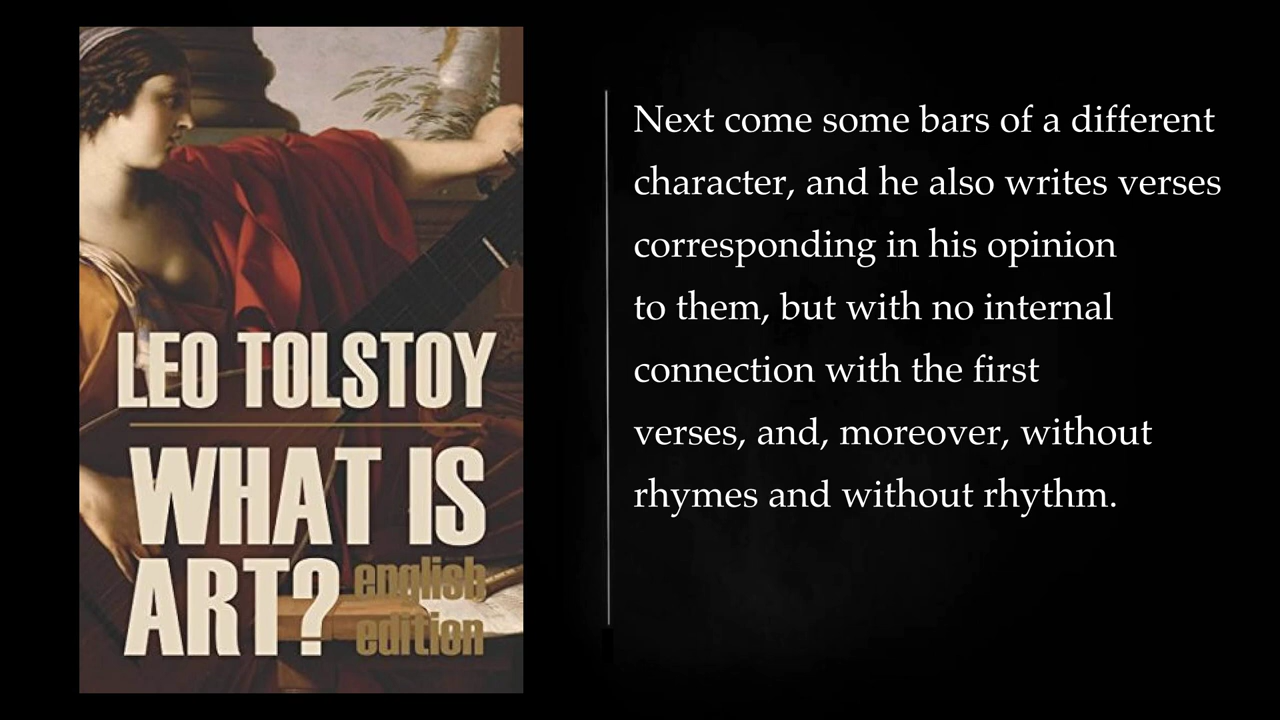 LEO TOLSTOY
WHAT IS
ART?
english
edition
Next come some bars of a different
character, and he also writes verses
corresponding in his opinion
to them, but with no internal
connection with the first
verses, and, moreover, without
rhymes and without rhythm.